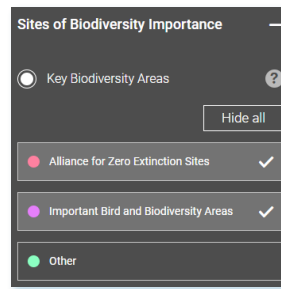 Sites of Biodiversity Importance
Key Biodiversity Areas
?
Hide all
Alliance for Zero Extinction Sites
Important Bird and Biodiversity Areas
Other